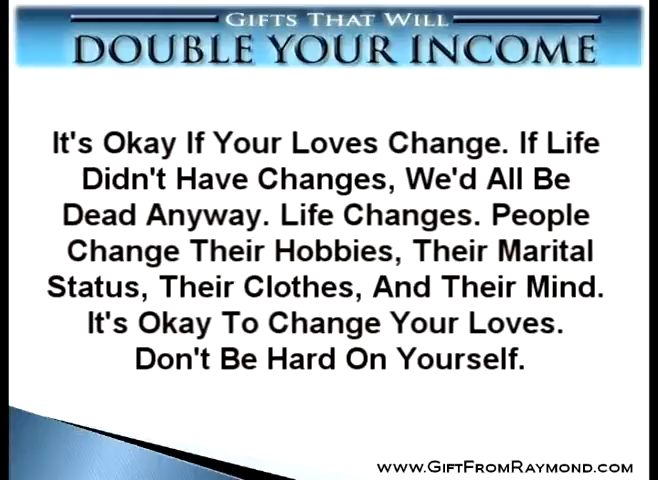 GIFTS THAT WILL
DOUBLE YOUR INCOME
It's Okay If Your Loves Change. If Life
Didn't Have Changes, We'd All Be
Dead Anyway. Life Changes. People
Change Their Hobbies, Their Marital
Status, Their Clothes, And Their Mind.
It's Okay To Change Your Loves.
Don't Be Hard On Yourself.
www.GiftFromRaymond.com